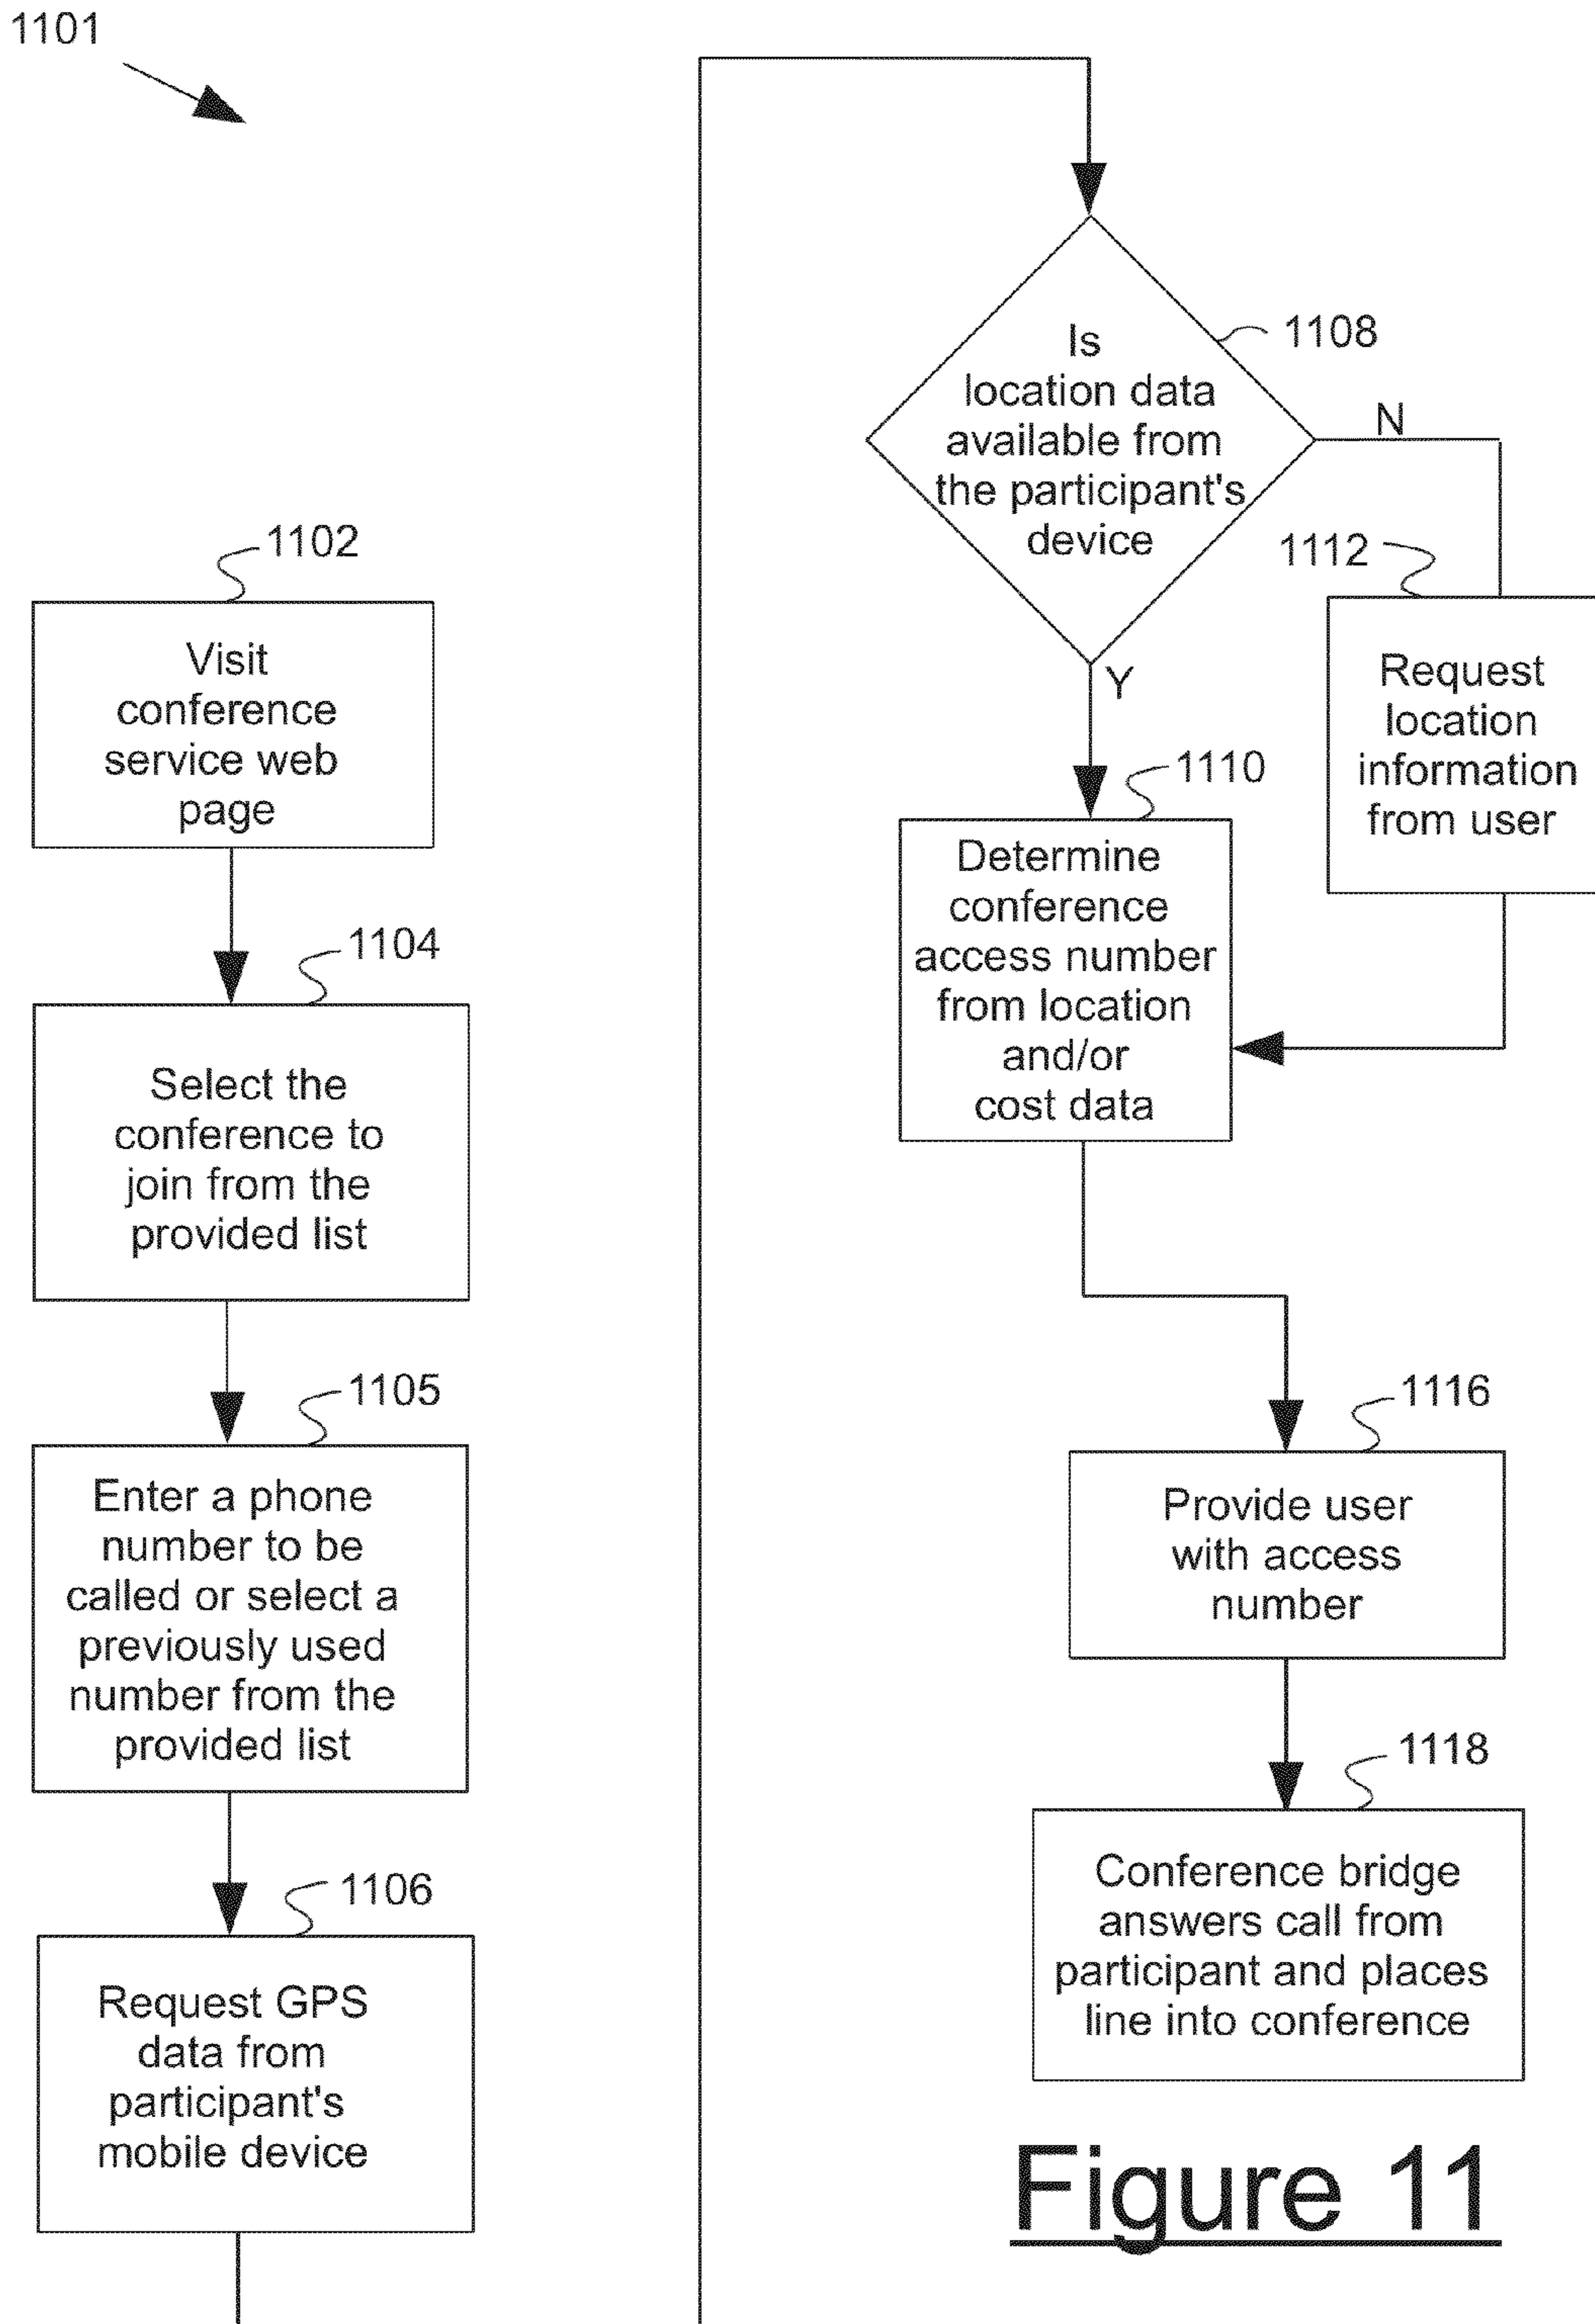 1101
1102
Visit
conference
service web
page
1104
Select the
conference to
join from the
provided list
1105
Enter a phone
number to be
called or select a
previously used
number from the
provided list
1106
Request GPS
data from
participant's
mobile device
1108
Is
location data
available from
the participant's
device
N
Y
1112
Request
location
information
from user
1110
Determine
conference
access number
from location
and/or
cost data
1116
Provide user
with access
number
1118
Conference bridge
answers call from
participant and places
line into conference
Figure 11